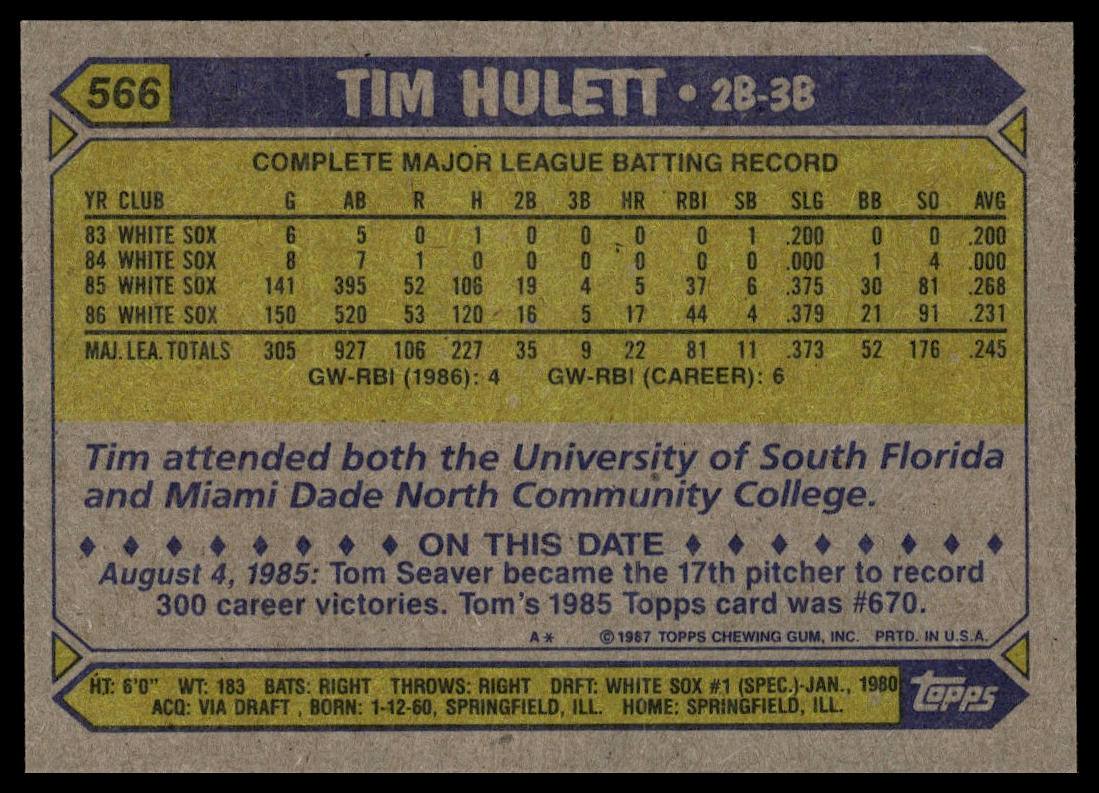 566
TIM HULETT • 2B-3B
COMPLETE MAJOR LEAGUE BATTING RECORD
YR CLUB G AB R H 2B 3B HR RBI SB SLG BB SO AVG
83 WHITE SOX 6 5 0 1 0 0 0 0 1 .200 0 0 .200
84 WHITE SOX 8 7 1 0 0 0 0 0 0 .000 1 4 .000
85 WHITE SOX 141 395 52 106 19 4 5 37 6 .375 30 81 .268
86 WHITE SOX 150 520 53 120 16 5 17 44 4 .379 21 91 .231
MAJ. LEA. TOTALS 305 927 106 227 35 9 22 81 11 .373 52 176 .245
GW-RBI (1986): 4 GW-RBI (CAREER): 6
Tim attended both the University of South Florida
and Miami Dade North Community College.
♦ ♦ ♦ ♦ ♦ ♦ ♦ ♦ ON THIS DATE ♦ ♦ ♦ ♦ ♦ ♦ ♦ ♦
August 4, 1985: Tom Seaver became the 17th pitcher to record
300 career victories. Tom's 1985 Topps card was #670.
A* © 1987 TOPPS CHEWING GUM, INC. PRTD. IN U.S.A.
HT: 6'0" WT: 183 BATS: RIGHT THROWS: RIGHT DRFT: WHITE SOX #1 (SPEC.)-JAN., 1980
ACQ: VIA DRAFT , BORN: 1-12-60, SPRINGFIELD, ILL. HOME: SPRINGFIELD, ILL.
topps